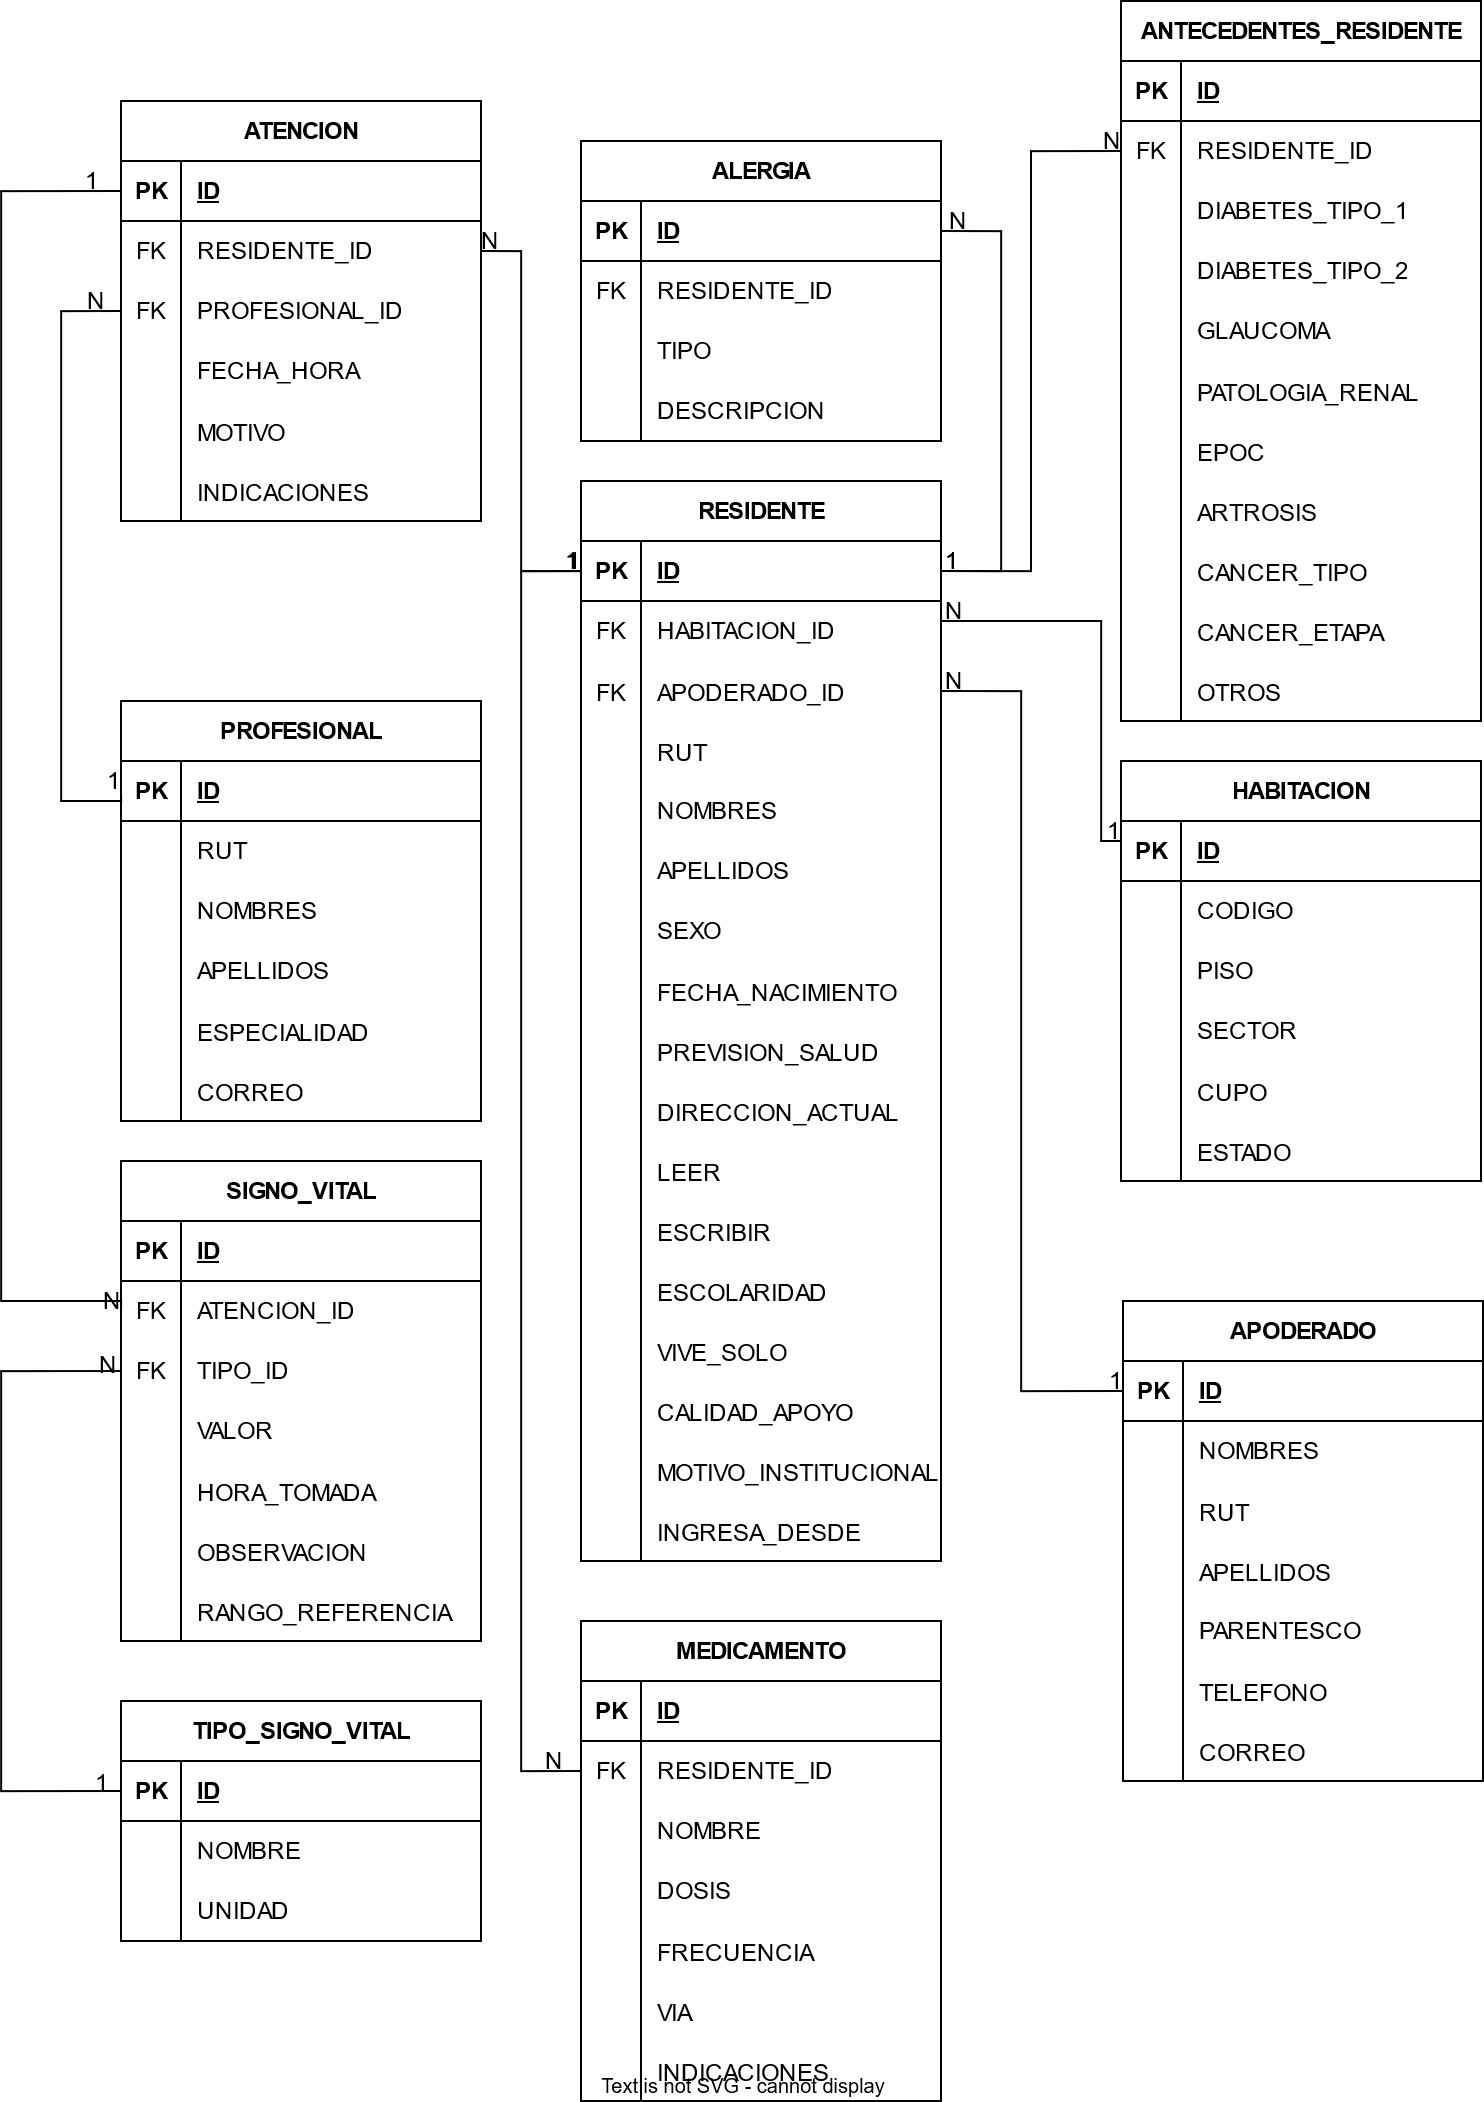 ATENCION
PK ID
FK RESIDENTE_ID
FK PROFESIONAL_ID
FECHA_HORA
MOTIVO
INDICACIONES
1
N
N
PROFESIONAL
PK ID
RUT
NOMBRES
APELLIDOS
ESPECIALIDAD
CORREO
1
SIGNO_VITAL
PK ID
FK ATENCION_ID
FK TIPO_ID
VALOR
HORA_TOMADA
OBSERVACION
RANGO_REFERENCIA
N
N
TIPO_SIGNO_VITAL
PK ID
NOMBRE
UNIDAD
1
ALERGIA
PK ID
FK RESIDENTE_ID
TIPO
DESCRIPCION
N
RESIDENTE
PK ID
FK HABITACION_ID
FK APODERADO_ID
RUT
NOMBRES
APELLIDOS
SEXO
FECHA_NACIMIENTO
PREVISION_SALUD
DIRECCION_ACTUAL
LEER
ESCRIBIR
ESCOLARIDAD
VIVE_SOLO
CALIDAD_APOYO
MOTIVO_INSTITUCIONAL
INGRESA_DESDE
1
1
N
N
MEDICAMENTO
PK ID
FK RESIDENTE_ID
NOMBRE
DOSIS
FRECUENCIA
VIA
INDICACIONES
N
Text is not SVG - cannot display
ANTECEDENTES_RESIDENTE
PK ID
FK RESIDENTE_ID
DIABETES_TIPO_1
DIABETES_TIPO_2
GLAUCOMA
PATOLOGIA_RENAL
EPOC
ARTROSIS
CANCER_TIPO
CANCER_ETAPA
OTROS
N
HABITACION
PK ID
CODIGO
PISO
SECTOR
CUPO
ESTADO
1
APODERADO
PK ID
NOMBRES
RUT
APELLIDOS
PARENTESCO
TELEFONO
CORREO
1